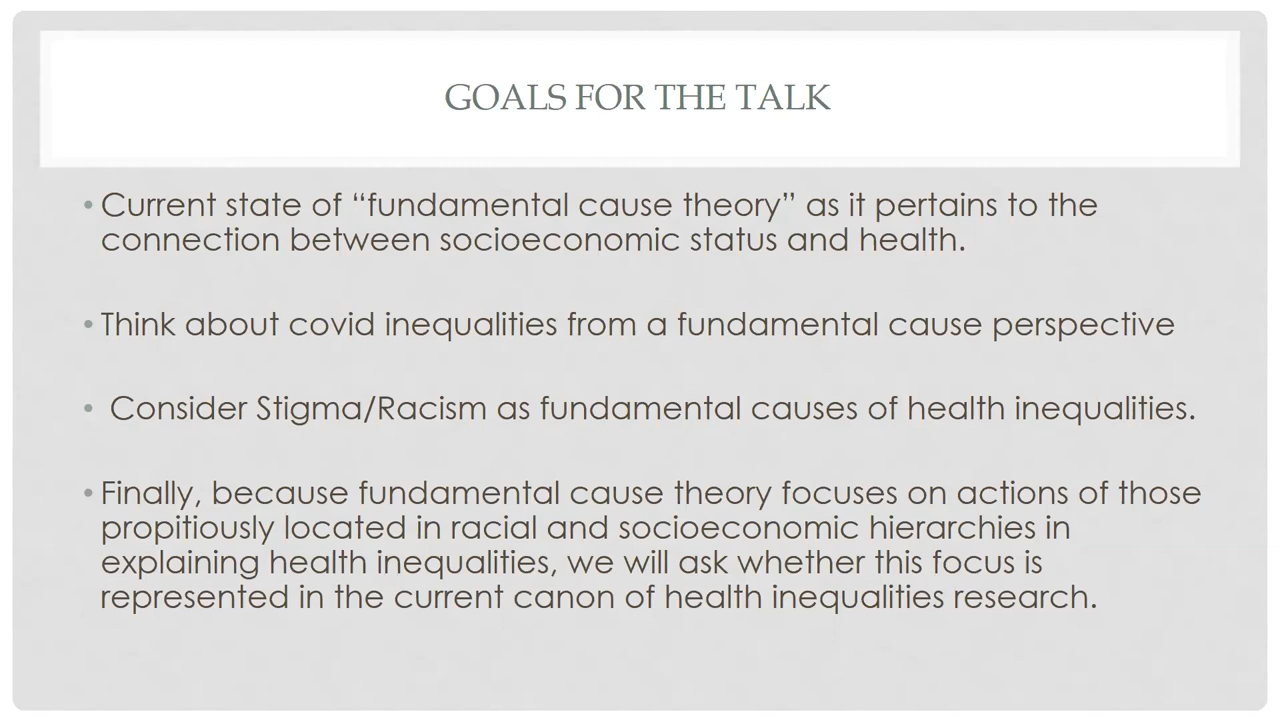 GOALS FOR THE TALK
• Current state of “fundamental cause theory” as it pertains to the
connection between socioeconomic status and health.
• Think about covid inequalities from a fundamental cause perspective
• Consider Stigma/Racism as fundamental causes of health inequalities.
• Finally, because fundamental cause theory focuses on actions of those
propitiously located in racial and socioeconomic hierarchies in
explaining health inequalities, we will ask whether this focus is
represented in the current canon of health inequalities research.